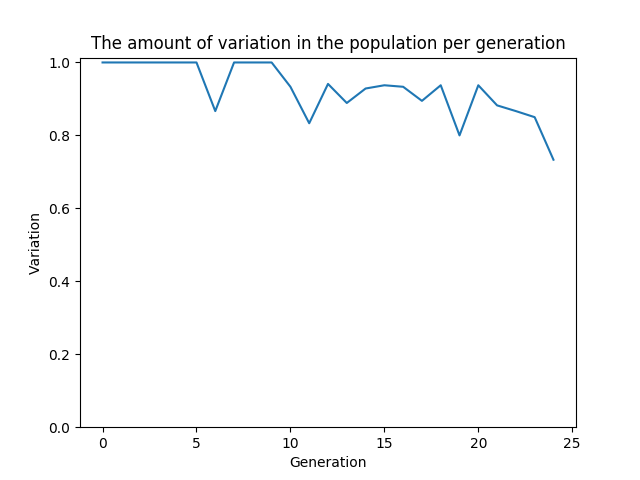 The amount of variation in the population per generation
1.0
0.8
0.6
0.4
0.2
0.0
Variation
0 5 10 15 20 25
Generation